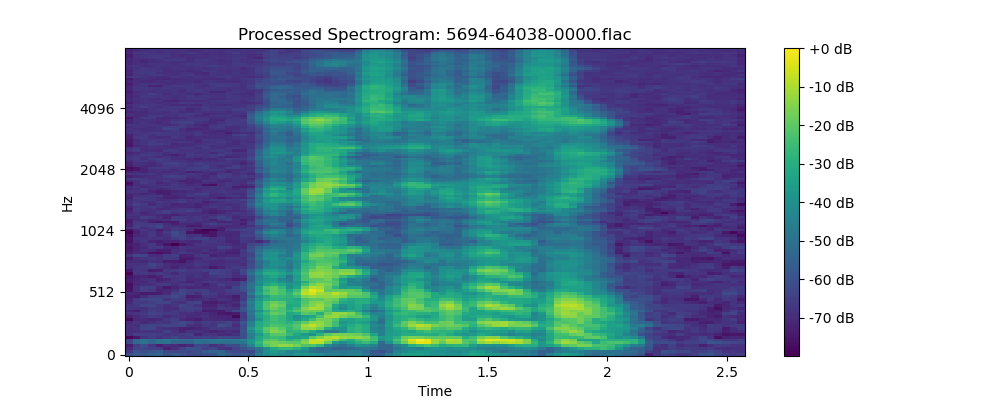 Processed Spectrogram: 5694-64038-0000.flac
+0 dB
4096
-10 dB
-20 dB
2048
-30 dB
Hz
-40 dB
1024
-50 dB
512
-60 dB
-70 dB
0
0 0.5 1 1.5 2 2.5
Time